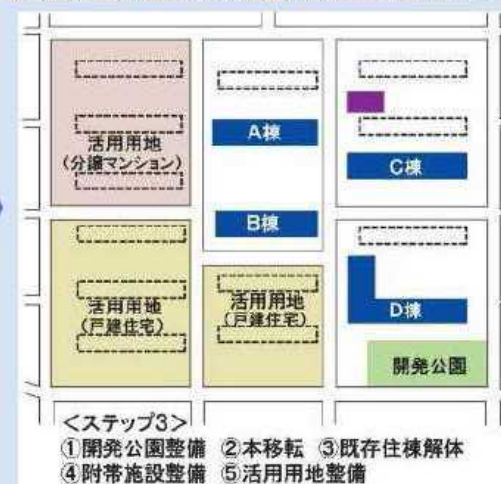 活用用地
(分譲マンション)
A棟
C棟
B棟
活用用地
(戸建住宅)
活用用地
(戸建住宅)
D棟
開発公園
<ステップ3>
①開発公園整備 ②本移転 ③既存住棟解体
④附帯施設整備 ⑤活用用地整備